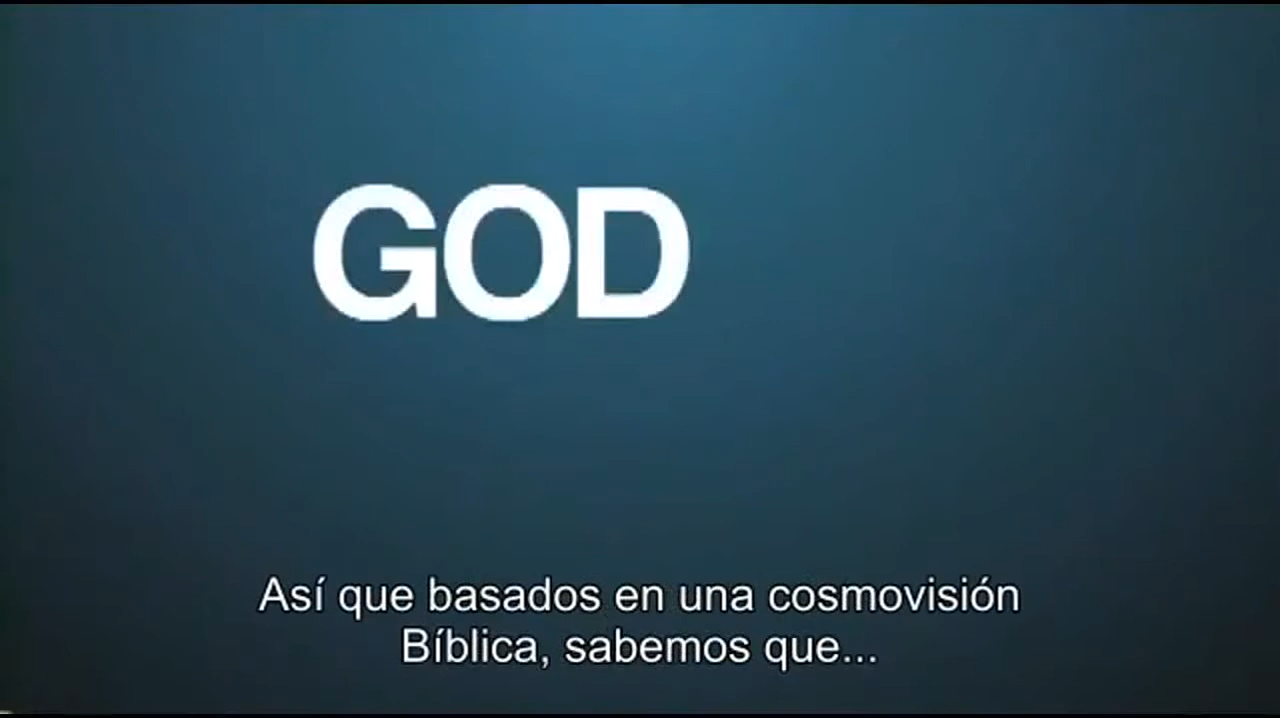 GOD
Así que basados en una cosmovisión
Bíblica, sabemos que...